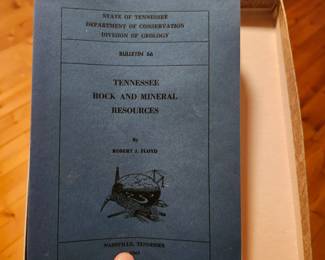 STATE OF TENNESSEE
DEPARTMENT OF CONSERVATION
DIVISION OF GEOLOGY
BULLETIN 66
TENNESSEE
ROCK AND MINERAL
RESOURCES
By
ROBERT J. FLOYD
NASHVILLE, TENNESSEE